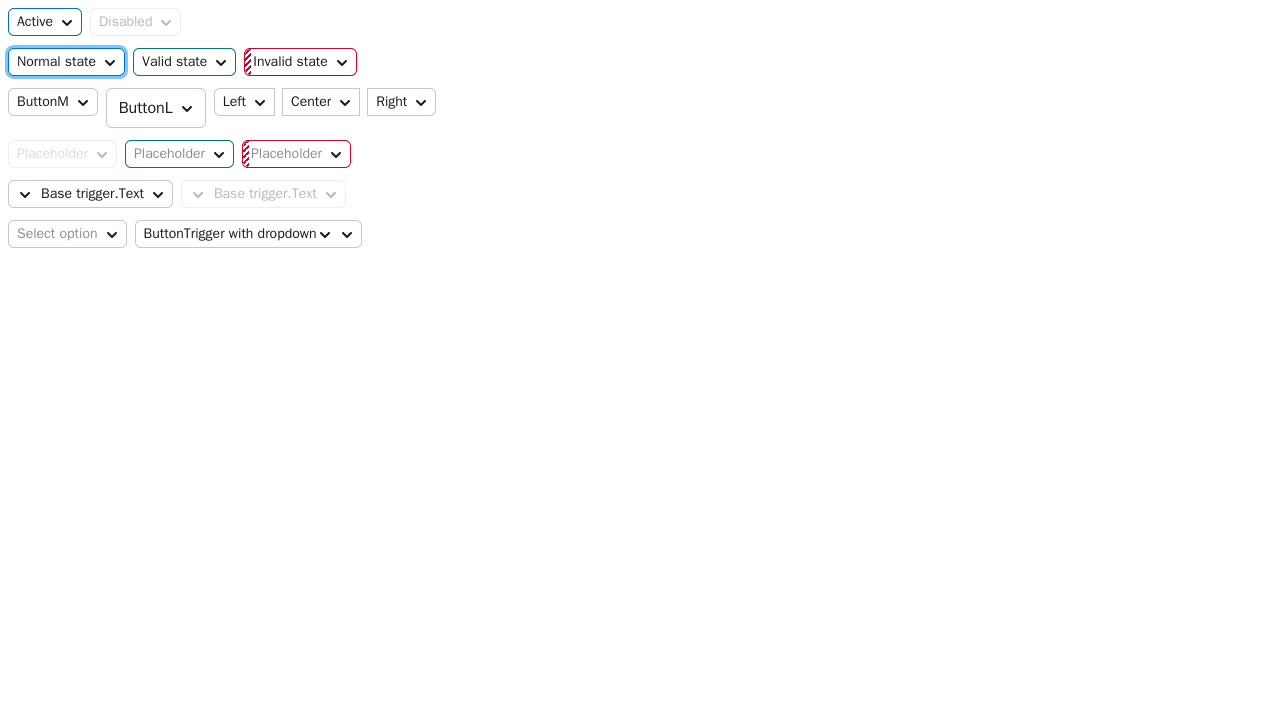 Active Disabled
Normal state Valid state Invalid state
ButtonM ButtonL Left Center Right
Placeholder Placeholder Placeholder
Base trigger.Text Base trigger.Text
Select option ButtonTrigger with dropdown